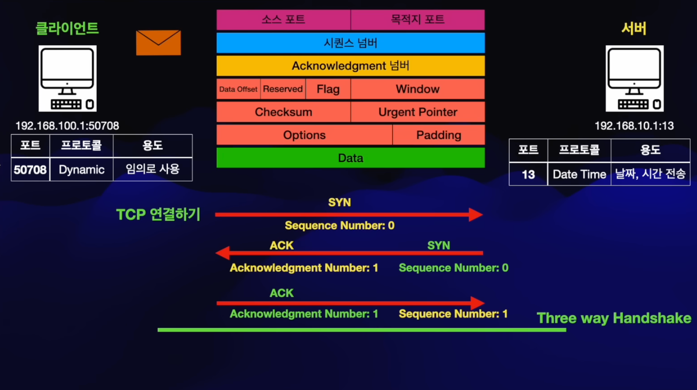 클라이언트
서버
소스 포트 목적지 포트
시퀀스 넘버
Acknowledgment 넘버
Data Offset Reserved Flag Window
Checksum Urgent Pointer
Options Padding
Data
192.168.100.1:50708
포트 프로토콜 용도
50708 Dynamic 임의로 사용
192.168.10.1:13
포트 프로토콜 용도
13 Date Time 날짜, 시간 전송
TCP 연결하기
SYN
Sequence Number: 0
ACK SYN
Acknowledgment Number: 1 Sequence Number: 0
ACK
Acknowledgment Number: 1 Sequence Number: 1
Three way Handshake